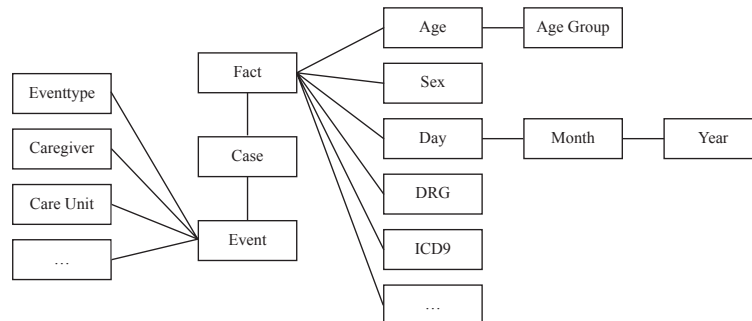 Age
Age Group
Fact
Eventtype
Sex
Caregiver
Day
Month
Year
Case
Care Unit
DRG
Event
ICD9
…
…